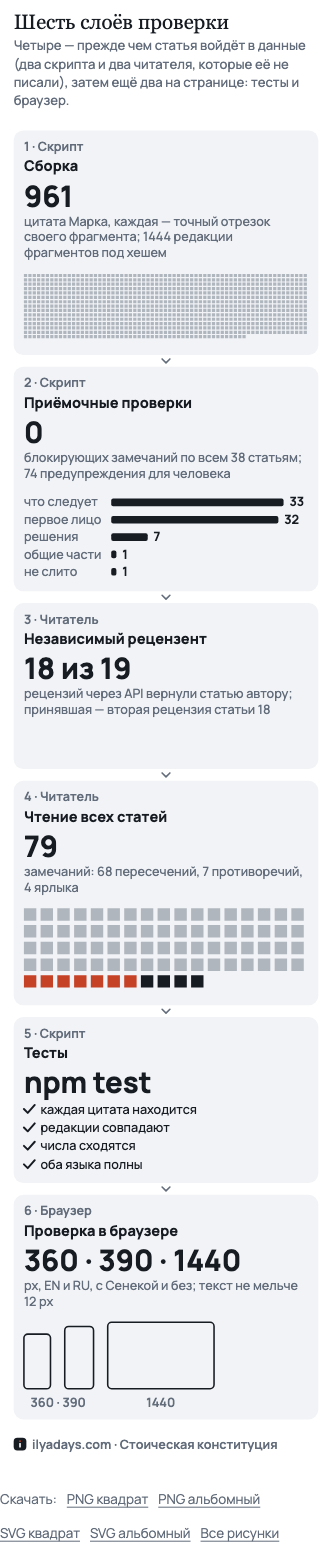 Шесть слоёв проверки
Четыре — прежде чем статья войдёт в данные
(два скрипта и два читателя, которые её не
писали), затем ещё два на странице: тесты и
браузер.
1 · Скрипт
Сборка
961
цитата Марка, каждая — точный отрезок
своего фрагмента; 1444 редакции
фрагментов под хешем
2 · Скрипт
Приёмочные проверки
0
блокирующих замечаний по всем 38 статьям;
74 предупреждения для человека
что следует 33
первое лицо 32
решения 7
общие части 1
не слито 1
3 · Читатель
Независимый рецензент
18 из 19
рецензий через API вернули статью автору;
принявшая — вторая рецензия статьи 18
4 · Читатель
Чтение всех статей
79
замечаний: 68 пересечений, 7 противоречий,
4 ярлыка
5 · Скрипт
Тесты
npm test
каждая цитата находится
редакции совпадают
числа сходятся
оба языка полны
6 · Браузер
Проверка в браузере
360 · 390 · 1440
px, EN и RU, с Сенекой и без; текст не мельче
12 px
360 · 390 1440
ilyadays.com · Стоическая конституция
Скачать: PNG квадрат PNG альбомный
SVG квадрат SVG альбомный Все рисунки